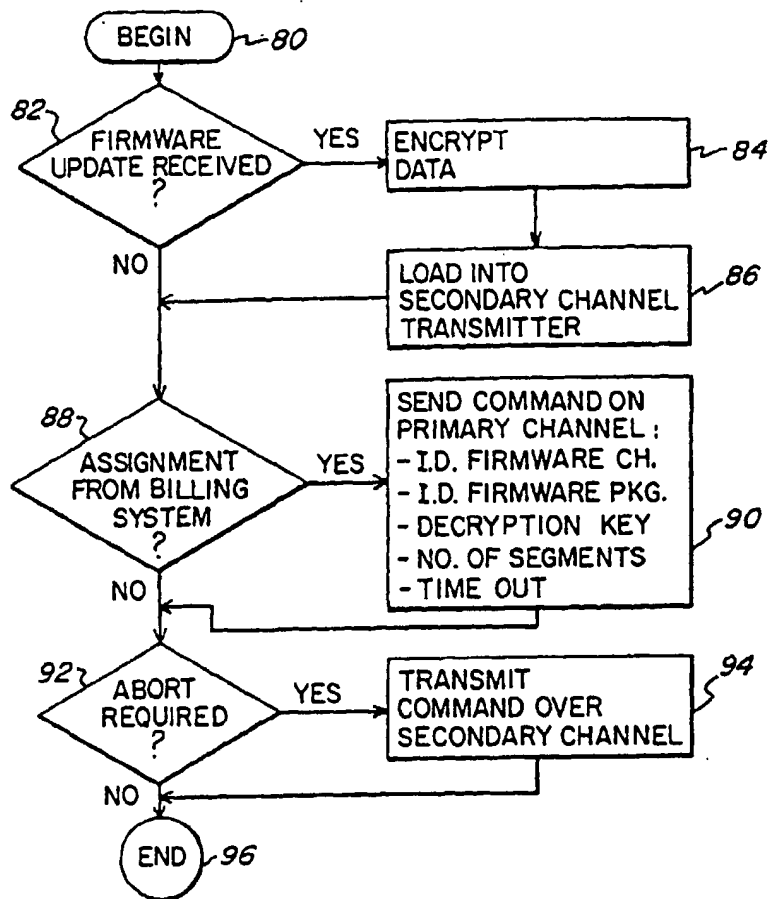 BEGIN
80
82
FIRMWARE
UPDATE RECEIVED
?
YES
ENCRYPT
DATA
84
NO
LOAD INTO
SECONDARY CHANNEL
TRANSMITTER
86
88
ASSIGNMENT
FROM BILLING
SYSTEM
?
YES
SEND COMMAND ON
PRIMARY CHANNEL :
- I.D. FIRMWARE CH.
- I.D. FIRMWARE PKG.
- DECRYPTION KEY
- NO. OF SEGMENTS
- TIME OUT
90
NO
92
ABORT
REQUIRED
?
YES
TRANSMIT
COMMAND OVER
SECONDARY CHANNEL
94
NO
END
96